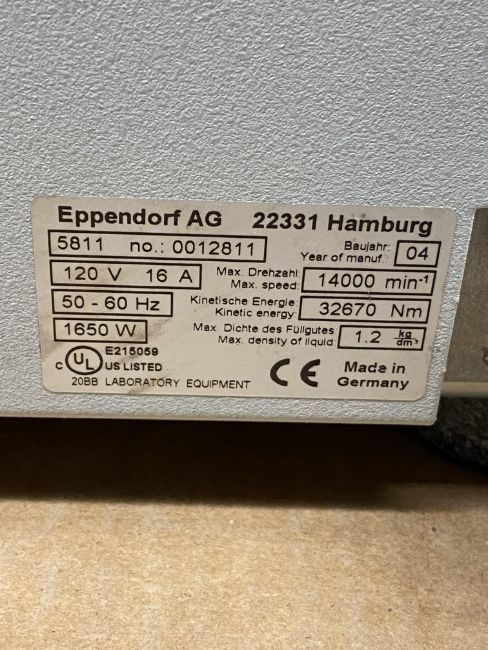 Eppendorf AG 22331 Hamburg
5811 no.: 0012811
Baujahr:
Year of manuf.: 04
120 V 16 A
Max. Drehzahl
Max. speed: 14000 min-¹
50 - 60 Hz
Kinetische Energie:
Kinetic energy: 32670 Nm
1650 W
Max. Dichte des Füllgutes
Max. density of liquid: 1.2 kg/dm³
E215059
c UL US LISTED
20BB LABORATORY EQUIPMENT
CE
Made in
Germany